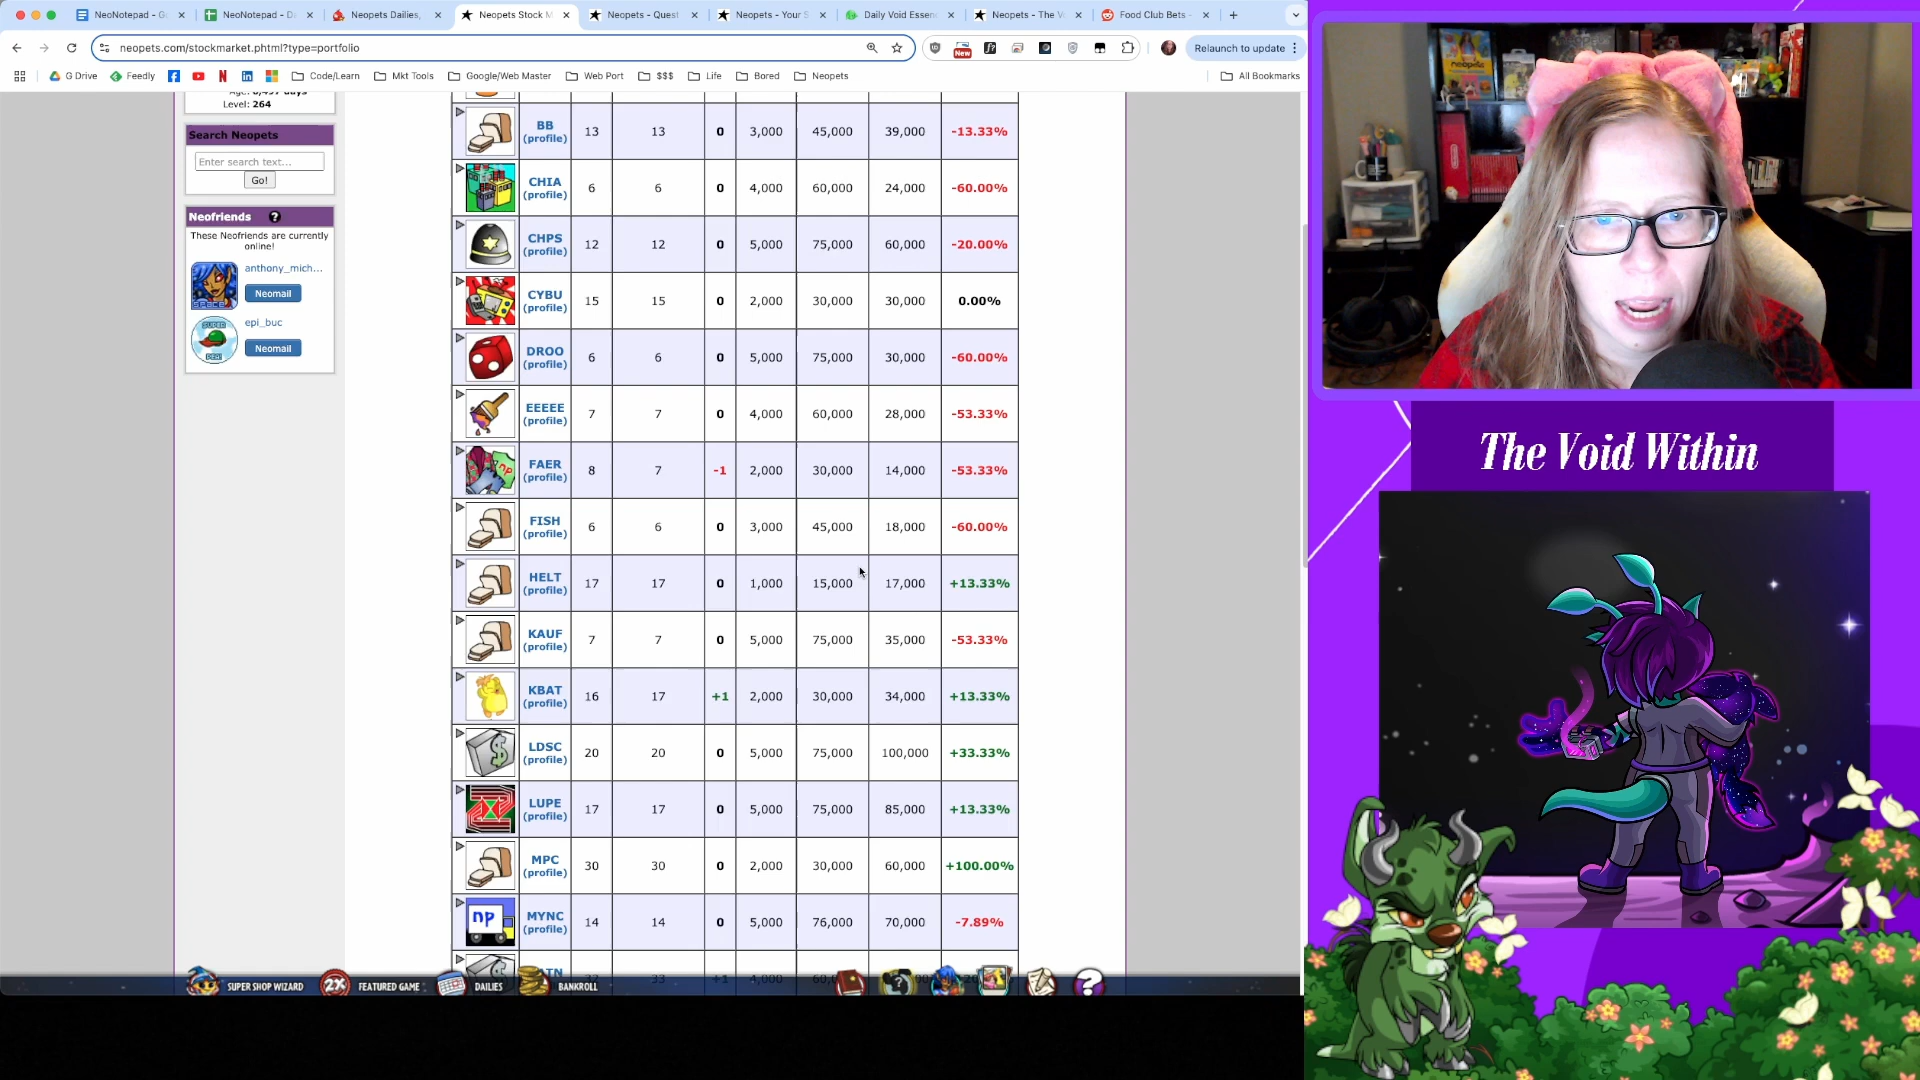 NeoNotepad - G
NeoNotepad - D
Neopets Dailies,
Neopets Stock M
Neopets - Quest
Neopets - Your S
Daily Void Essen
Neopets - The V
Food Club Bets -
neopets.com/stockmarket.phtml?type=portfolio
New
Relaunch to update
G Drive
Feedly
Code/Learn
Mkt Tools
Google/Web Master
Web Port
$$$
Life
Bored
Neopets
All Bookmarks
Level: 264
Search Neopets
Enter search text...
Go!
Neofriends ?
These Neofriends are currently
online!
anthony_mich...
Neomail
epi_buc
Neomail
BB (profile) 13 13 0 3,000 45,000 39,000 -13.33%
CHIA (profile) 6 6 0 4,000 60,000 24,000 -60.00%
CHPS (profile) 12 12 0 5,000 75,000 60,000 -20.00%
CYBU (profile) 15 15 0 2,000 30,000 30,000 0.00%
DROO (profile) 6 6 0 5,000 75,000 30,000 -60.00%
EEEEE (profile) 7 7 0 4,000 60,000 28,000 -53.33%
FAER (profile) 8 7 -1 2,000 30,000 14,000 -53.33%
FISH (profile) 6 6 0 3,000 45,000 18,000 -60.00%
HELT (profile) 17 17 0 1,000 15,000 17,000 +13.33%
KAUF (profile) 7 7 0 5,000 75,000 35,000 -53.33%
KBAT (profile) 16 17 +1 2,000 30,000 34,000 +13.33%
LDSC (profile) 20 20 0 5,000 75,000 100,000 +33.33%
LUPE (profile) 17 17 0 5,000 75,000 85,000 +13.33%
MPC (profile) 30 30 0 2,000 30,000 60,000 +100.00%
np MYNC (profile) 14 14 0 5,000 76,000 70,000 -7.89%
SUPER SHOP WIZARD
2X FEATURED GAME
DAILIES
BANKROLL
The Void Within